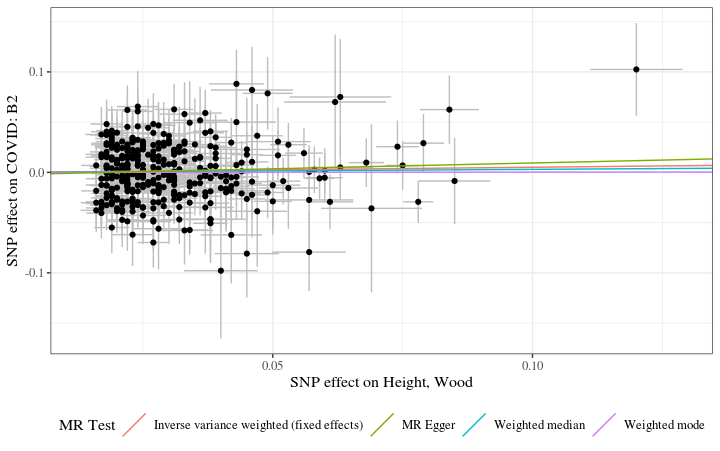 SNP effect on COVID: B2
0.1
0.0
-0.1
0.05
0.10
SNP effect on Height, Wood
MR Test
Inverse variance weighted (fixed effects)
MR Egger
Weighted median
Weighted mode